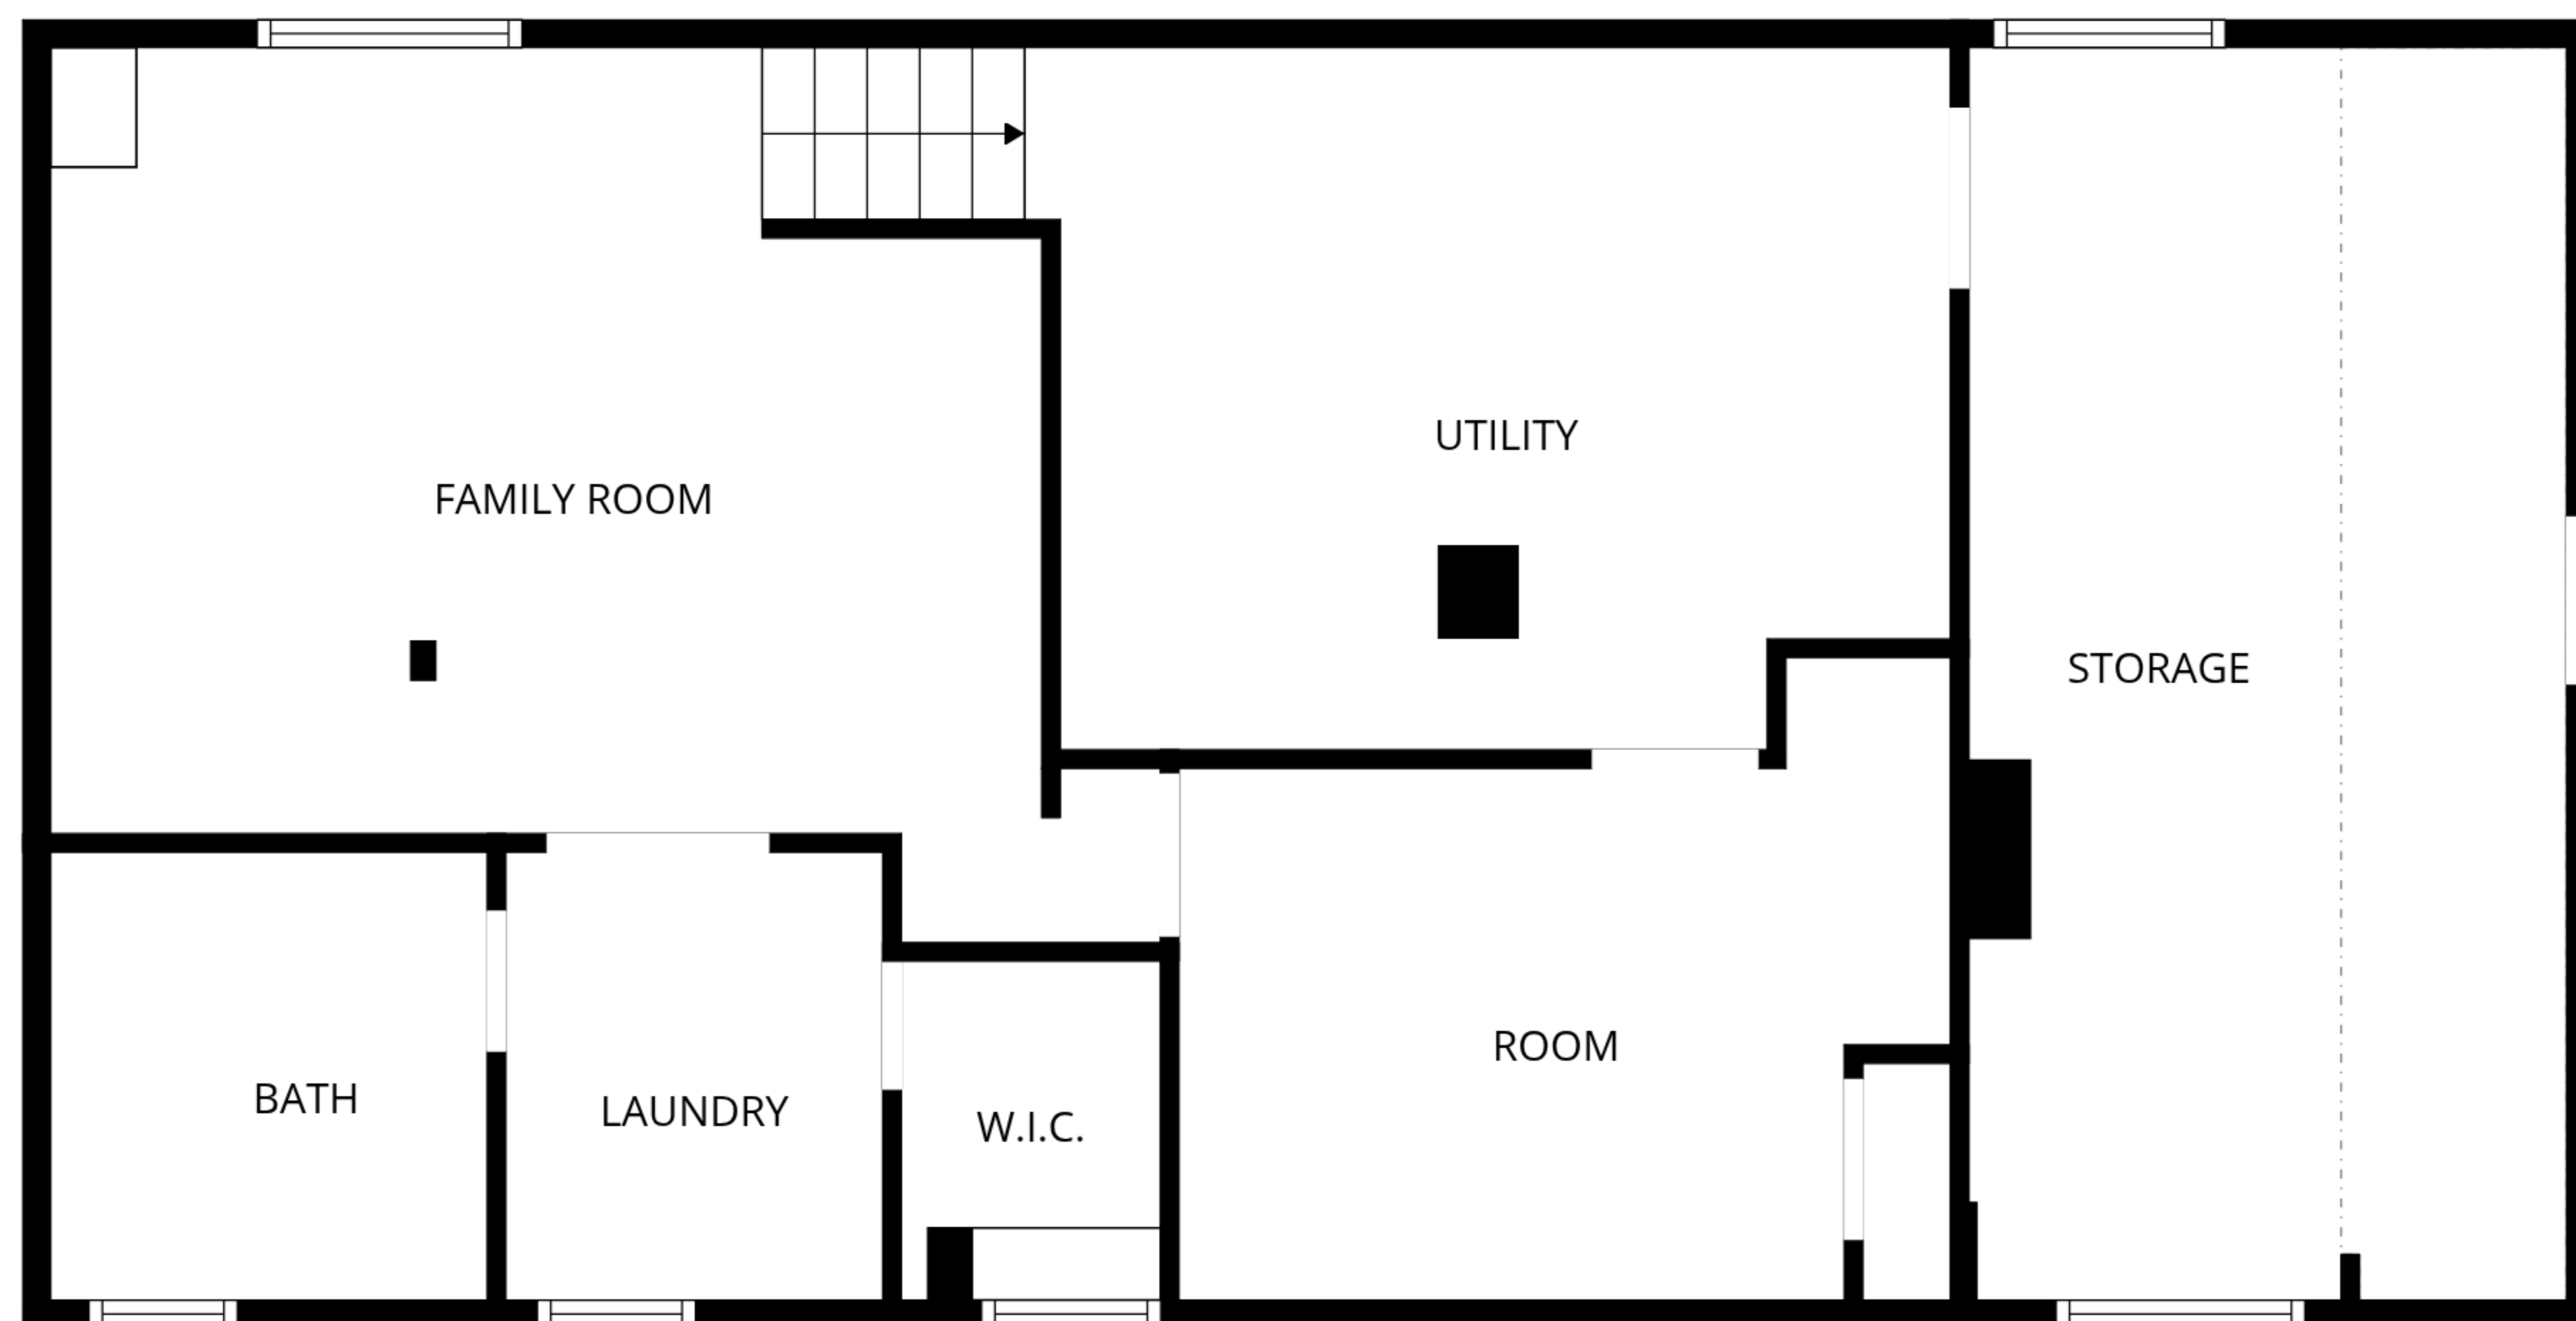 UTILITY
FAMILY ROOM
STORAGE
ROOM
BATH
LAUNDRY
W.I.C.